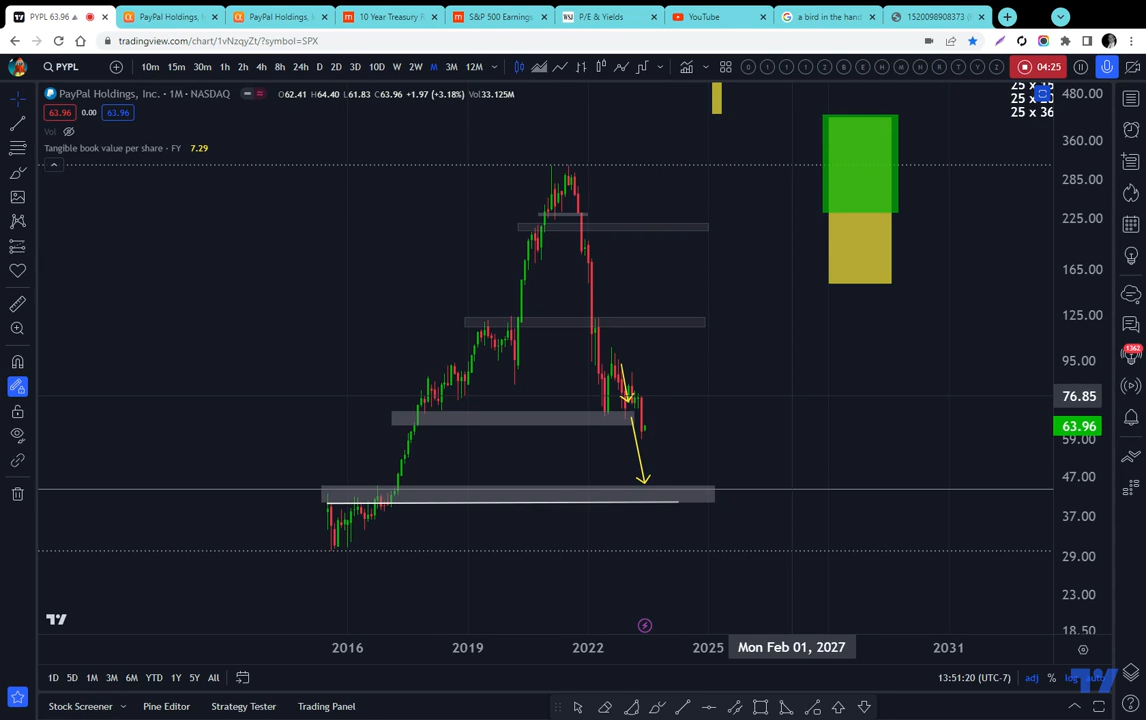 PYPL 63.96
PayPal Holdings, I
PayPal Holdings, I
10 Year Treasury R
S&P 500 Earnings
WSJ P/E & Yields
YouTube
a bird in the hand
1520098908373
tradingview.com/chart/1vNzqyZt/?symbol=SPX
PYPL 10m 15m 30m 1h 2h 4h 8h 24h D 2D 3D 10D W 2W M 3M 12M
04:25
PayPal Holdings, Inc. · 1M · NASDAQ O62.41 H64.40 L61.83 C63.96 +1.97 (+3.18%) Vol33.125M
63.96 0.00 63.96
Vol
Tangible book value per share · FY 7.29
25 x 36
480.00
360.00
285.00
225.00
165.00
125.00
95.00
76.85
63.96
59.00
47.00
37.00
29.00
23.00
18.50
1362
2016 2019 2022 2025 Mon Feb 01, 2027 2031
1D 5D 1M 3M 6M YTD 1Y 5Y All
13:51:20 (UTC-7) adj % log auto
Stock Screener Pine Editor Strategy Tester Trading Panel